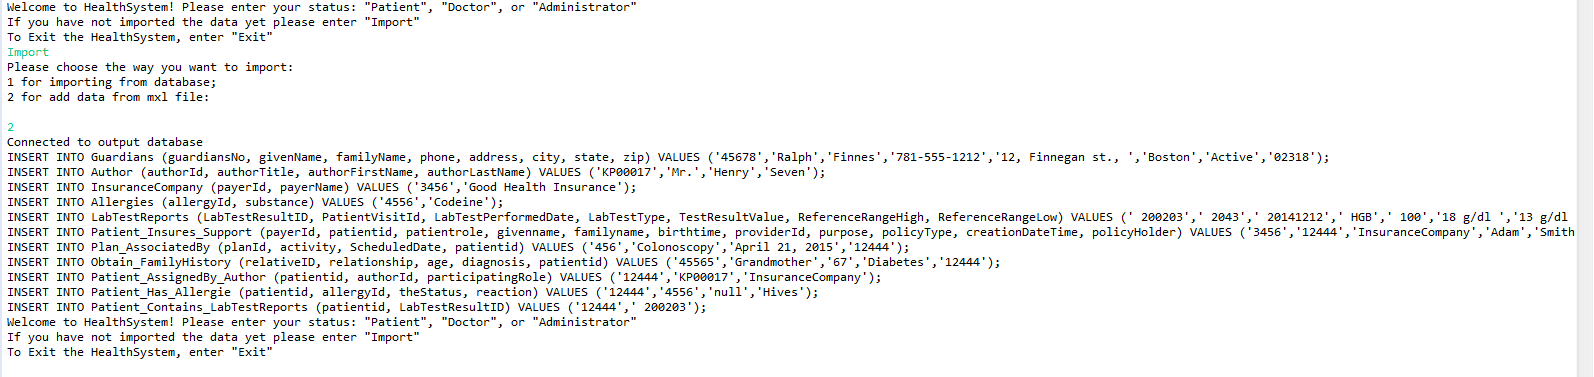 Welcome to HealthSystem! Please enter your status: "Patient", "Doctor", or "Administrator"
If you have not imported the data yet please enter "Import"
To Exit the HealthSystem, enter "Exit"
Import
Please choose the way you want to import:
1 for importing from database;
2 for add data from mxl file:
2
Connected to output database
INSERT INTO Guardians (guardiansNo, givenName, familyName, phone, address, city, state, zip) VALUES ('45678','Ralph','Finnes','781-555-1212','12, Finnegan st., ','Boston','Active','02318');
INSERT INTO Author (authorId, authorTitle, authorFirstName, authorLastName) VALUES ('KP00017','Mr.','Henry','Seven');
INSERT INTO InsuranceCompany (payerId, payerName) VALUES ('3456','Good Health Insurance');
INSERT INTO Allergies (allergyId, substance) VALUES ('4556','Codeine');
INSERT INTO LabTestReports (LabTestResultID, PatientVisitId, LabTestPerformedDate, LabTestType, TestResultValue, ReferenceRangeHigh, ReferenceRangeLow) VALUES (' 200203',' 2043',' 20141212',' HGB',' 100','18 g/dl ','13 g/dl
INSERT INTO Patient_Insures_Support (payerId, patientid, patientrole, givenname, familyname, birthtime, providerId, purpose, policyType, creationDateTime, policyHolder) VALUES ('3456','12444','InsuranceCompany','Adam','Smith
INSERT INTO Plan_AssociatedBy (planId, activity, ScheduledDate, patientid) VALUES ('456','Colonoscopy','April 21, 2015','12444');
INSERT INTO Obtain_FamilyHistory (relativeID, relationship, age, diagnosis, patientid) VALUES ('45565','Grandmother','67','Diabetes','12444');
INSERT INTO Patient_AssignedBy_Author (patientid, authorId, participatingRole) VALUES ('12444','KP00017','InsuranceCompany');
INSERT INTO Patient_Have_Allergie (patientid, allergyId, theStatus, reaction) VALUES ('12444','4556','null','Hives');
INSERT INTO Patient_Contains_LabTestReports (patientid, LabTestResultID) VALUES ('12444',' 200203');
Welcome to HealthSystem! Please enter your status: "Patient", "Doctor", or "Administrator"
If you have not imported the data yet please enter "Import"
To Exit the HealthSystem, enter "Exit"